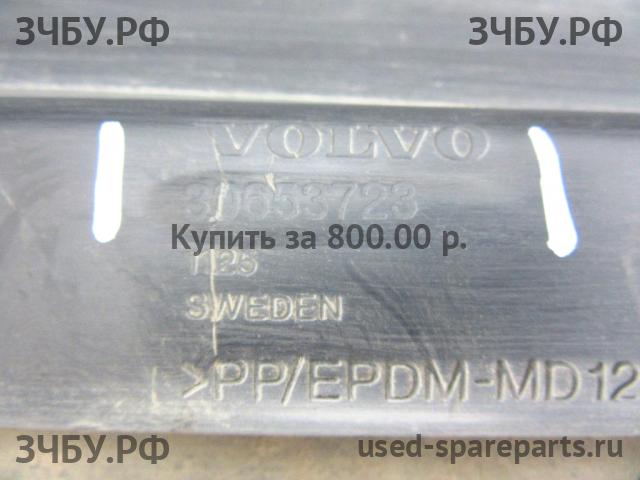 ЗЧБУ.РФ ЗЧБУ.РФ
VOLVO
30653723
Купить за 800.00 р.
1125
SWEDEN
>PP/EPDM-MD12
ЗЧБУ.РФ used-spareparts.ru